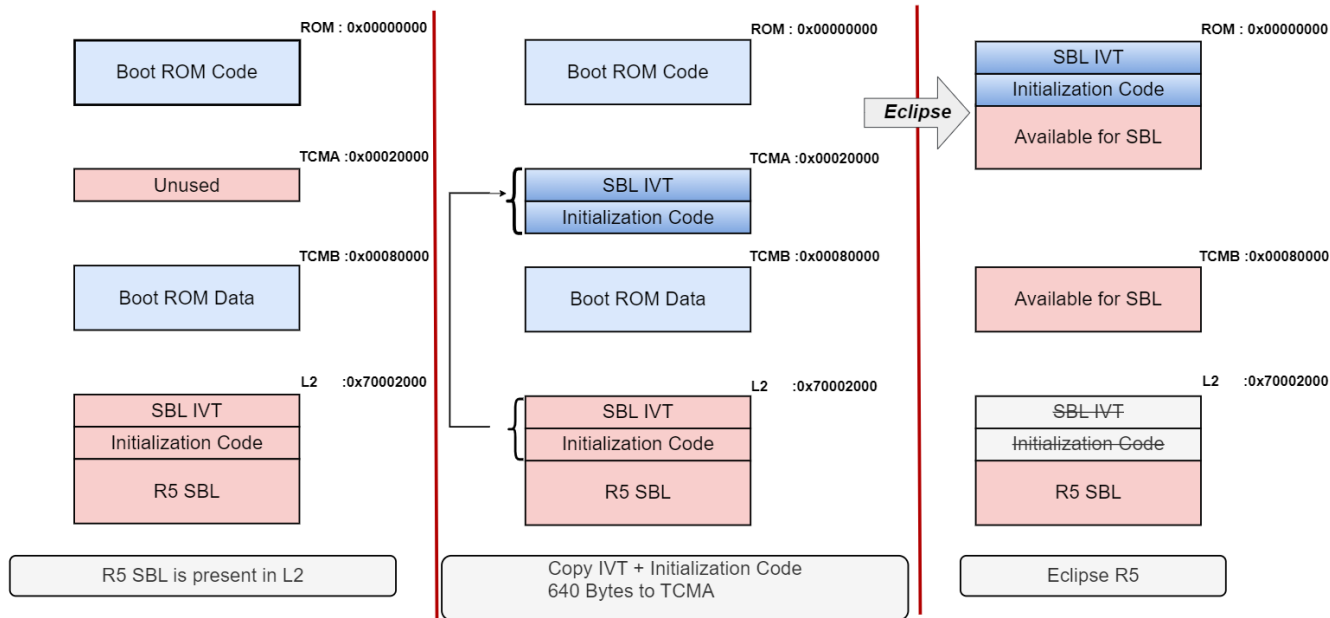 ROM : 0x00000000
Boot ROM Code
TCMA :0x00020000
Unused
TCMB :0x00080000
Boot ROM Data
L2 :0x70002000
SBL IVT
Initialization Code
R5 SBL
R5 SBL is present in L2
ROM : 0x00000000
Boot ROM Code
TCMA :0x00020000
SBL IVT
Initialization Code
TCMB :0x00080000
Boot ROM Data
L2 :0x70002000
SBL IVT
Initialization Code
R5 SBL
Copy IVT + Initialization Code
640 Bytes to TCMA
Eclipse
ROM : 0x00000000
SBL IVT
Initialization Code
Available for SBL
TCMB :0x00080000
Available for SBL
L2 :0x70002000
SBL IVT
Initialization Code
R5 SBL
Eclipse R5